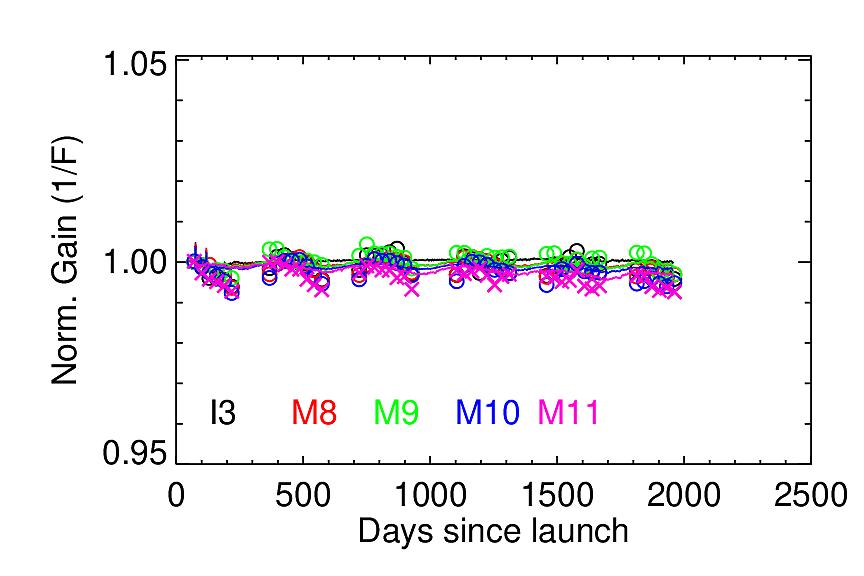 1.05
1.00
0.95
Norm. Gain (1/F)
I3 M8 M9 M10 M11
0 500 1000 1500 2000 2500
Days since launch